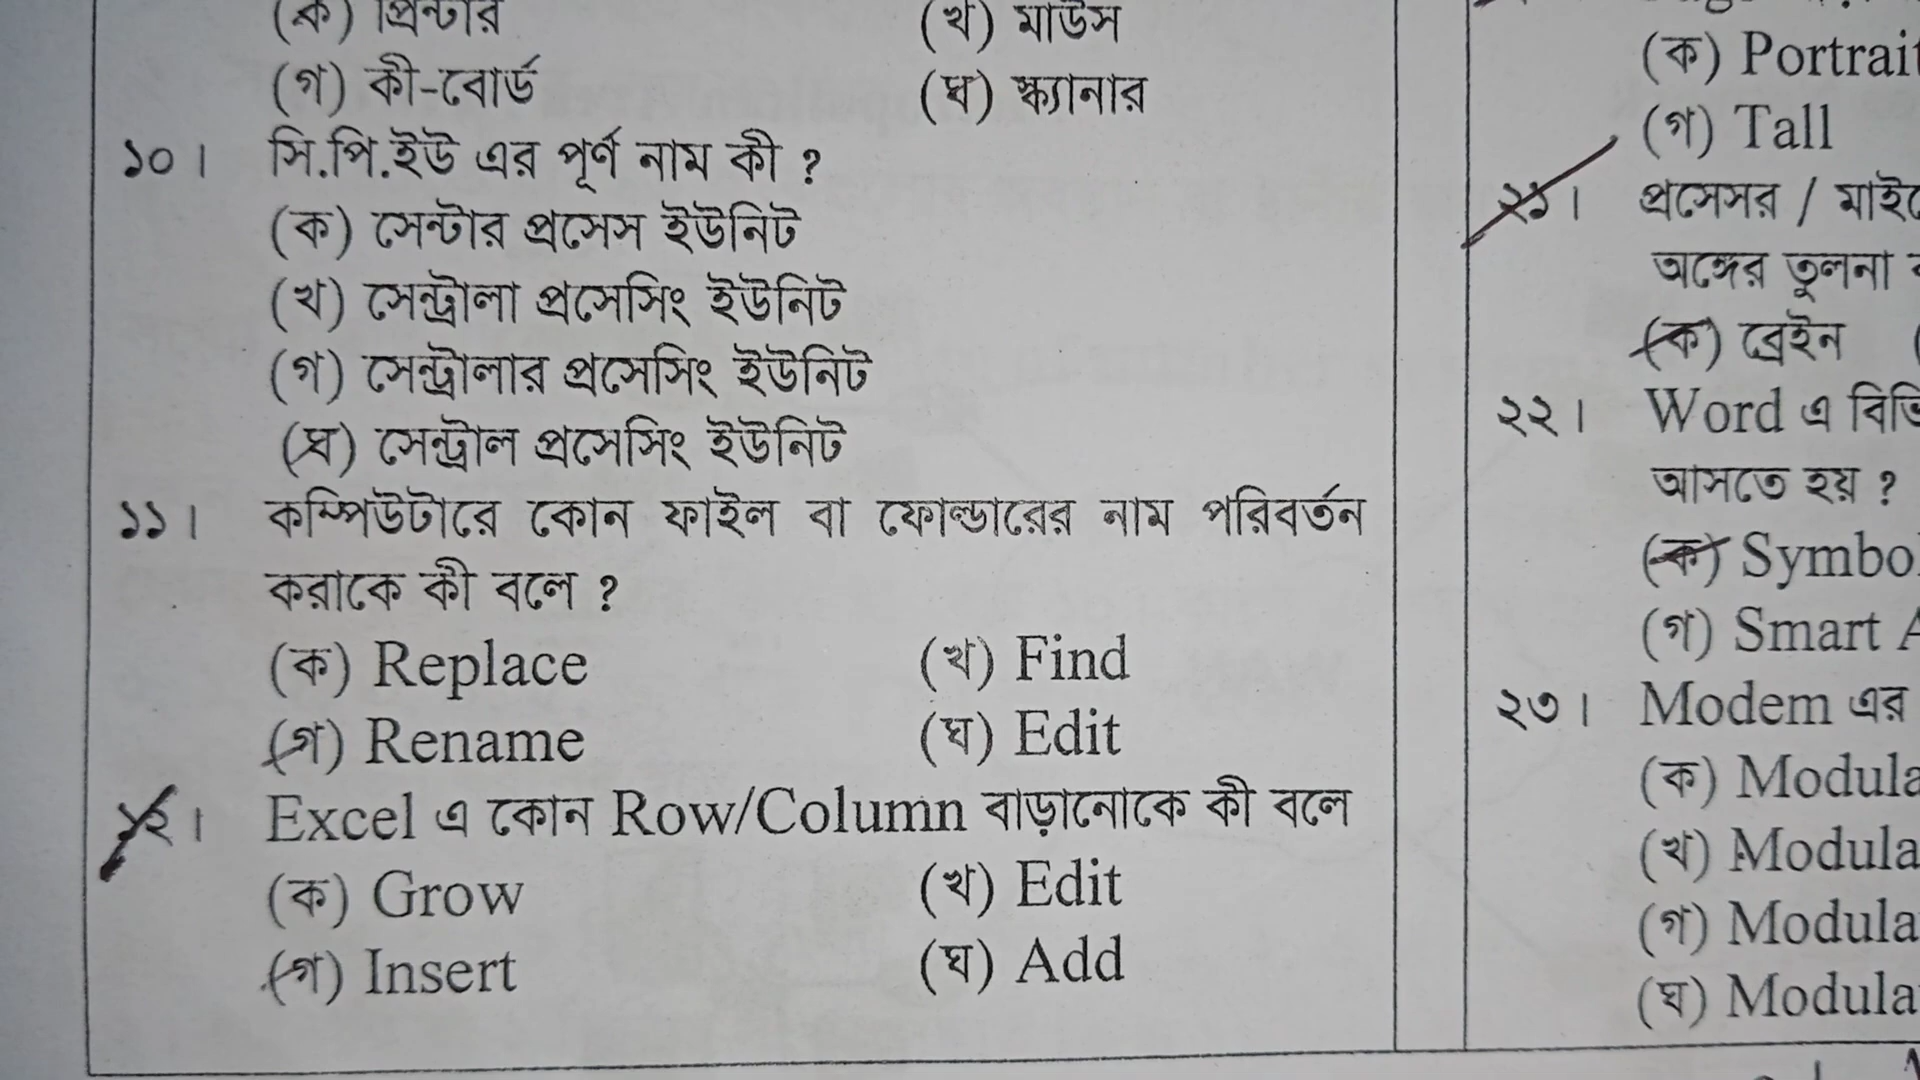 (ক) প্রিন্টার (খ) মাউস
(গ) কী-বোর্ড (ঘ) স্ক্যানার
১০। সি.পি.ইউ এর পূর্ণ নাম কী ?
(ক) সেন্টার প্রসেস ইউনিট
(খ) সেন্ট্রালা প্রসেসিং ইউনিট
(গ) সেন্ট্রালার প্রসেসিং ইউনিট
(ঘ) সেন্ট্রাল প্রসেসিং ইউনিট
১১। কম্পিউটারে কোন ফাইল বা ফোল্ডারের নাম পরিবর্তন
করাকে কী বলে ?
(ক) Replace (খ) Find
(গ) Rename (ঘ) Edit
১২। Excel এ কোন Row/Column বাড়ানোকে কী বলে
(ক) Grow (খ) Edit
(গ) Insert (ঘ) Add
(ক) Portrait
(গ) Tall
২১। প্রসেসর /
অঙ্গের তুলনা
(ক) ব্রেইন
২২। Word এ
আসতে হয় ?
(ক) Symbol
(গ) Smart
২৩। Modem এর
(ক) Modula
(খ) Modula
(গ) Modula
(ঘ) Modula